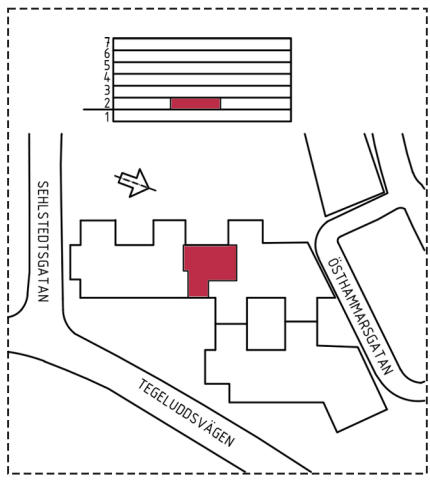 7
6
5
4
3
2
1
SEHLSTEDTSGATAN
ÖSTHAMMARSGATAN
TEGELUDDSVÄGEN